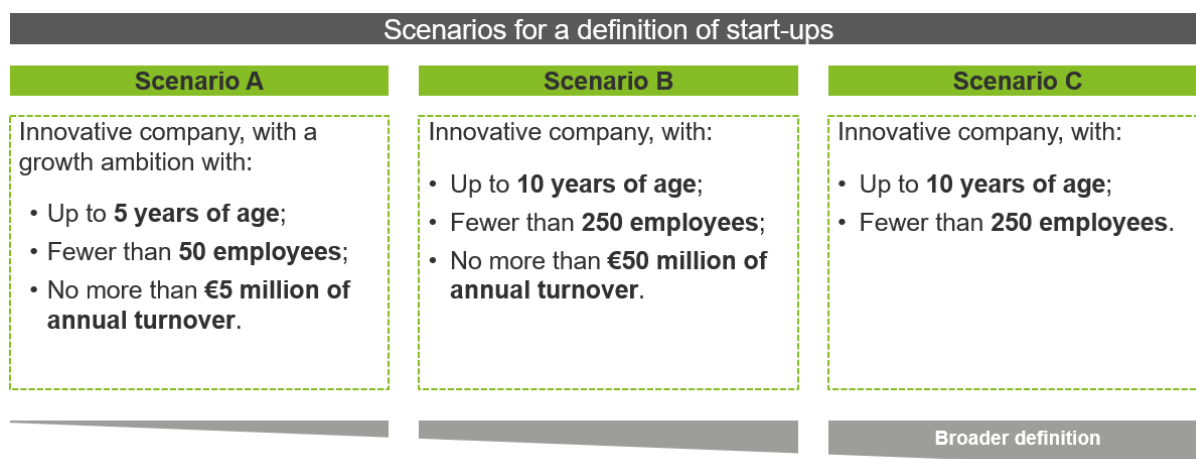 Scenarios for a definition of start-ups
Scenario A
Innovative company, with a
growth ambition with:
• Up to 5 years of age;
• Fewer than 50 employees;
• No more than €5 million of
annual turnover.
Scenario B
Innovative company, with:
• Up to 10 years of age;
• Fewer than 250 employees;
• No more than €50 million of
annual turnover.
Scenario C
Innovative company, with:
• Up to 10 years of age;
• Fewer than 250 employees.
Broader definition